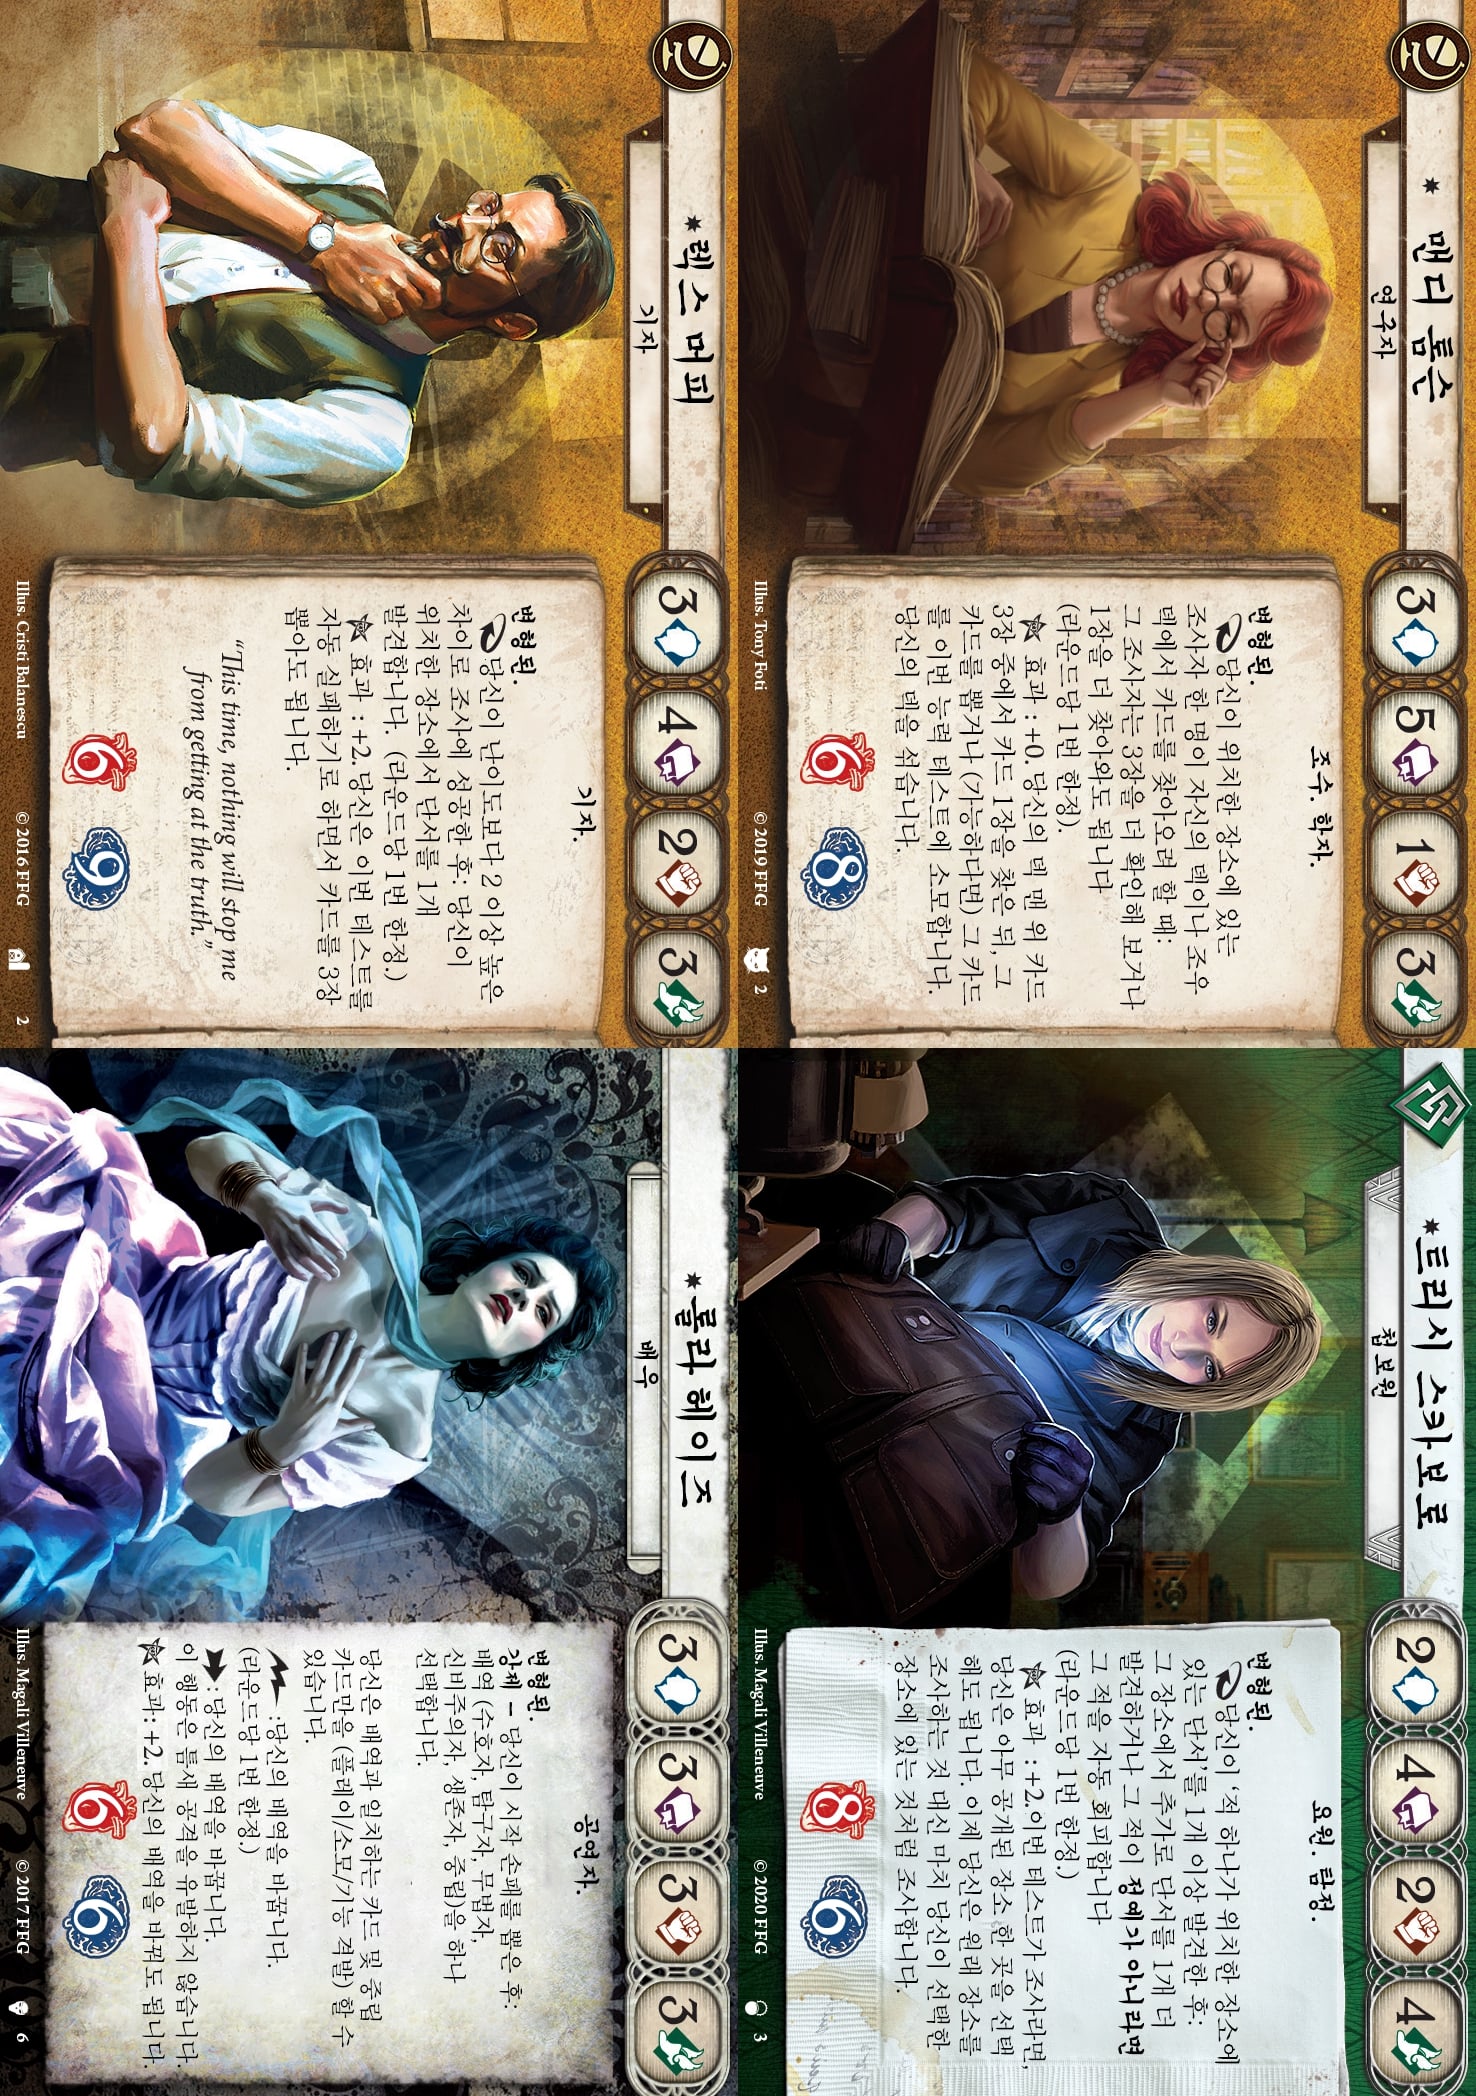 렉스 머피
기자
3
4
2
3
기자.
변형된.
당신이 난이도보다 2 이상 높은
차이로 조사에 성공한 후: 당신이
위치한 장소에서 단서를 1개
발견합니다. (라운드당 1번 한정.)
효과 : +2. 당신은 이번 테스트를
자동 실패하기로 하면서 카드를 3장
뽑아도 됩니다.
“This time, nothing will stop me
from getting at the truth.”
6
9
Illus. Cristi Balanescu
© 2016 FFG
2
맨디 톰슨
연구자
3
5
1
3
조수. 학자.
변형된.
당신이 위치한 장소에 있는
조사자 한 명이 자신의 덱이나 조우
덱에서 카드를 찾아오려 할 때:
그 조사자는 3장을 더 확인해 보거나
1장을 더 찾아와도 됩니다
(라운드당 1번 한정).
효과 : +0. 당신의 덱 맨 위 카드
3장 중에서 카드 1장을 찾은 뒤, 그
카드를 뽑거나 (가능하다면) 그 카드
를 이번 능력 테스트에 소모합니다.
당신의 덱을 섞습니다.
6
8
Illus. Tony Foti
© 2019 FFG
2
롤라 헤이즈
배우
3
3
3
3
공연자.
변형된.
강제 – 당신이 시작 손패를 뽑은 후:
배역 (수호자, 탐구자, 무법자,
신비주의자, 생존자, 중립)을 하나
선택합니다.
당신은 배역과 일치하는 카드 및 중립
카드만을 (플레이/소모/기능 격발)할 수
있습니다.
:당신의 배역을 바꿉니다.
(라운드당 1번 한정.)
:당신의 배역을 바꿉니다.
이 행동은 틈새 공격을 유발하지 않습니다.
효과: +2. 당신의 배역을 바꿔도 됩니다.
6
9
Illus. Magali Villeneuve
© 2017 FFG
6
트리시 스카보로
첩보원
2
4
2
4
요원. 탐정.
변형된.
당신이 ‘적 하나가 위치한 장소에
있는 단서’를 1개 이상 발견한 후:
그 장소에서 추가로 단서를 1개 더
발견하거나 그 적이 정예가 아니라면
그 적을 자동 회피합니다
(라운드당 1번 한정.)
효과 : +2.이번 테스트가 조사라면,
당신은 아무 공개된 장소 한 곳을 선택
해도 됩니다. 이제 당신은 원래 장소를
조사하는 것 대신 마치 당신이 선택한
장소에 있는 것처럼 조사합니다.
8
9
Illus. Magali Villeneuve
© 2020 FFG
3